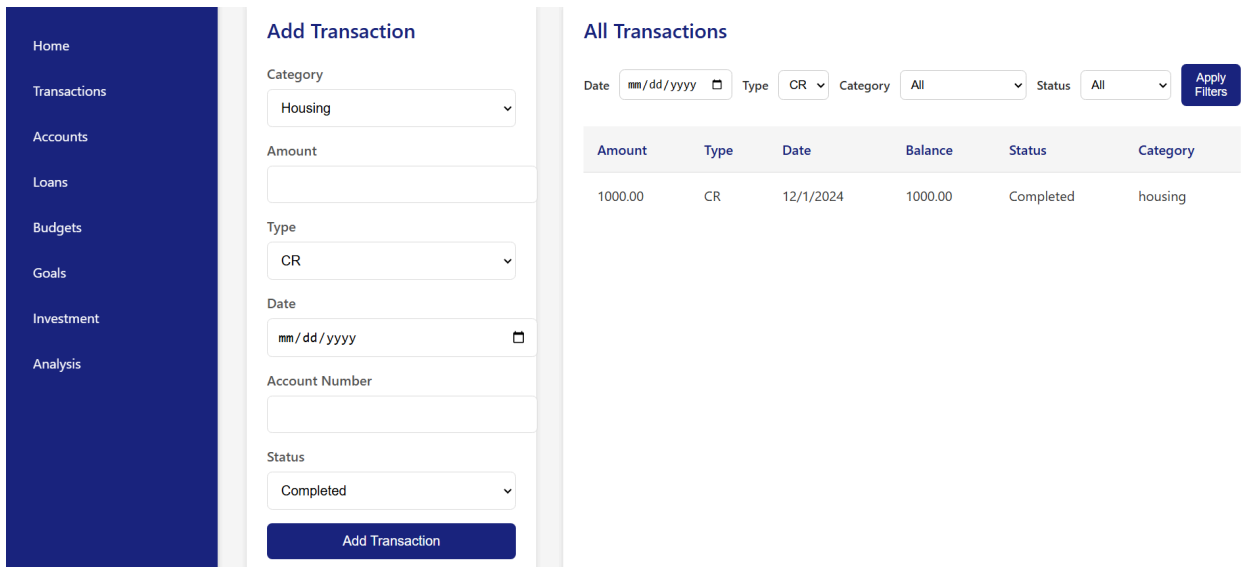 Home
Transactions
Accounts
Loans
Budgets
Goals
Investment
Analysis
Add Transaction
Category
Housing
Amount
Type
CR
Date
mm/dd/yyyy
Account Number
Status
Completed
Add Transaction
All Transactions
Date mm/dd/yyyy Type CR Category All Status All Apply Filters
Amount Type Date Balance Status Category
1000.00 CR 12/1/2024 1000.00 Completed housing